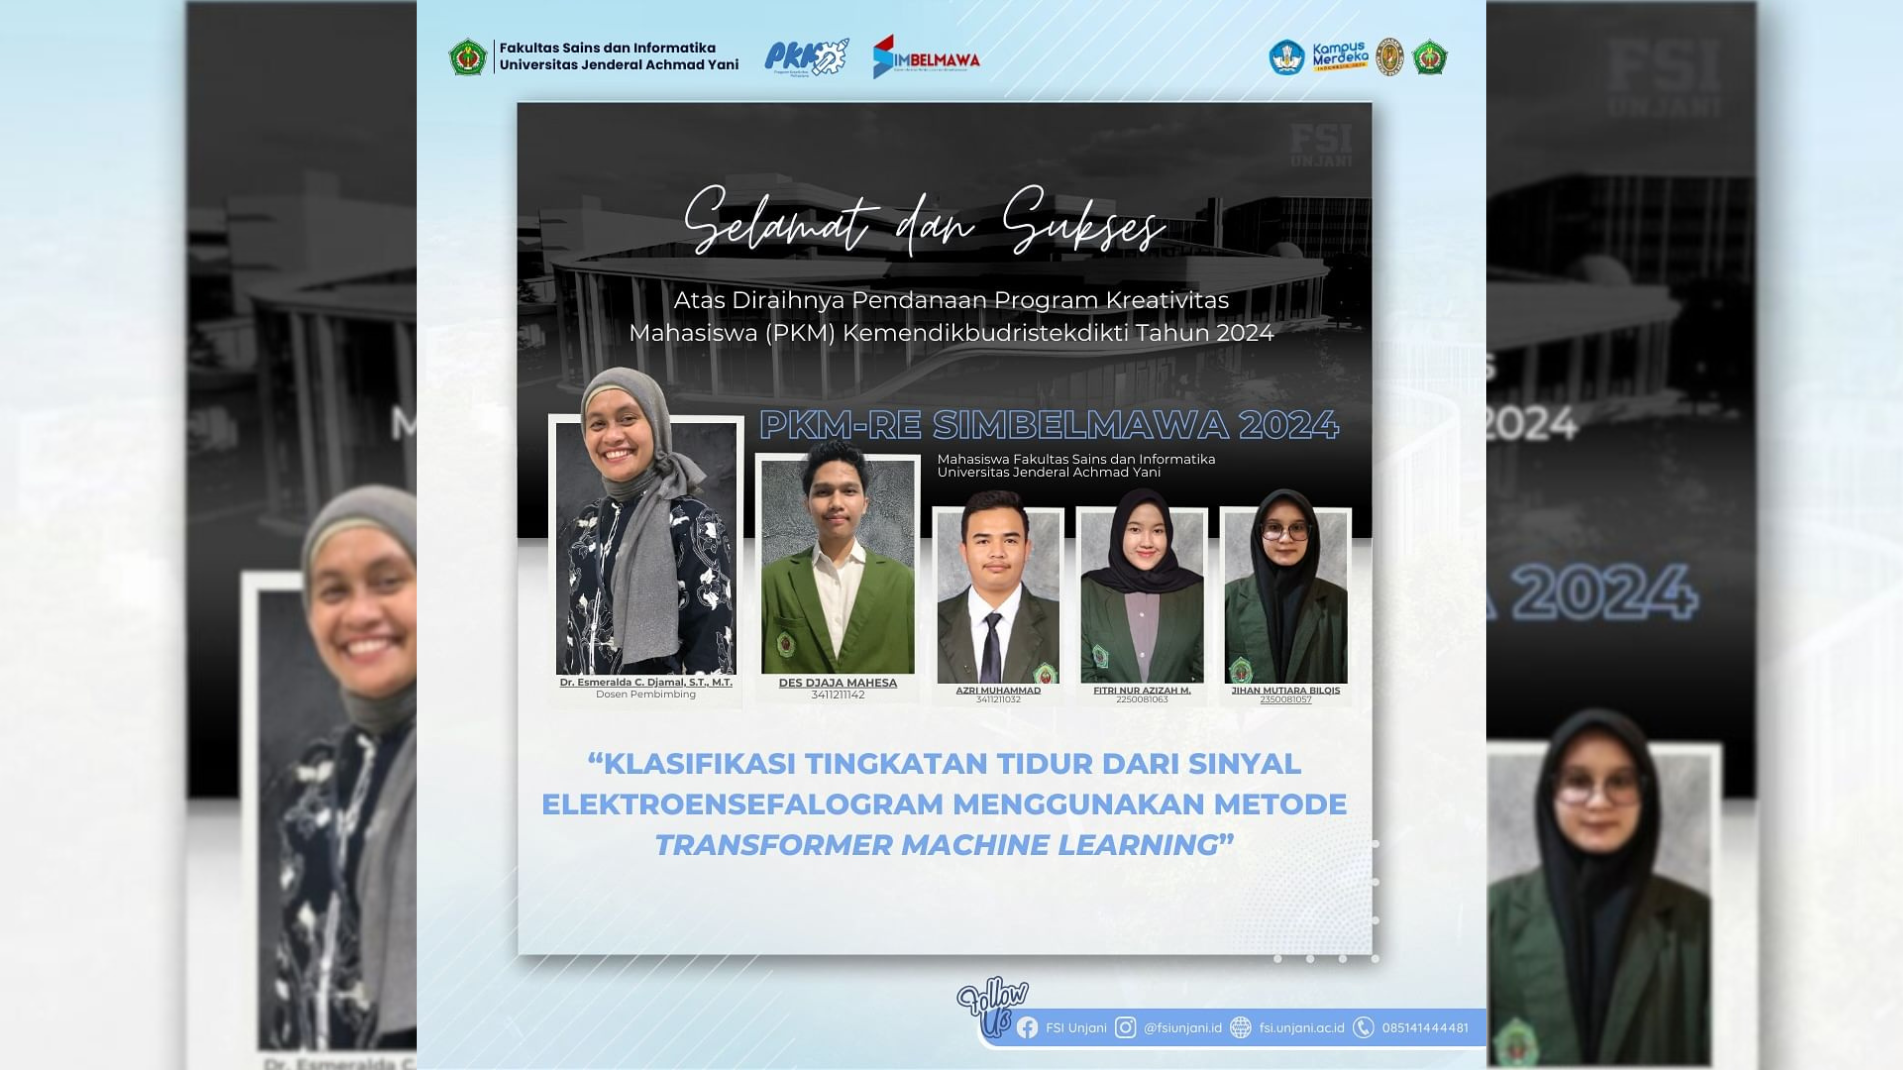 Fakultas Sains dan Informatika
Universitas Jenderal Achmad Yani
PKM
SIMBELMAWA
Kampus
Merdeka
INDONESIA JAYA
FSI
UNJANI
FSI
UNJANI
Selamat dan Sukses
Atas Diraihnya Pendanaan Program Kreativitas
Mahasiswa (PKM) Kemendikbudristekdikti Tahun 2024
PKM-RE SIMBELMAWA 2024
Mahasiswa Fakultas Sains dan Informatika
Universitas Jenderal Achmad Yani
Dr. Esmeralda C. Djamal, S.T., M.T.
Dosen Pembimbing
DES DJAJA MAHESA
3411211142
AZRI MUHAMMAD
3411211032
FITRI NUR AZIZAH M.
2250081063
JIHAN MUTIARA BILQIS
2350081057
“KLASIFIKASI TINGKATAN TIDUR DARI SINYAL
ELEKTROENSEFALOGRAM MENGGUNAKAN METODE
TRANSFORMER MACHINE LEARNING”
Follow
Us
FSI Unjani @fsiunjani.id fsi.unjani.ac.id 085141444481
M
2024
2024
Dr. Esmeralda C.